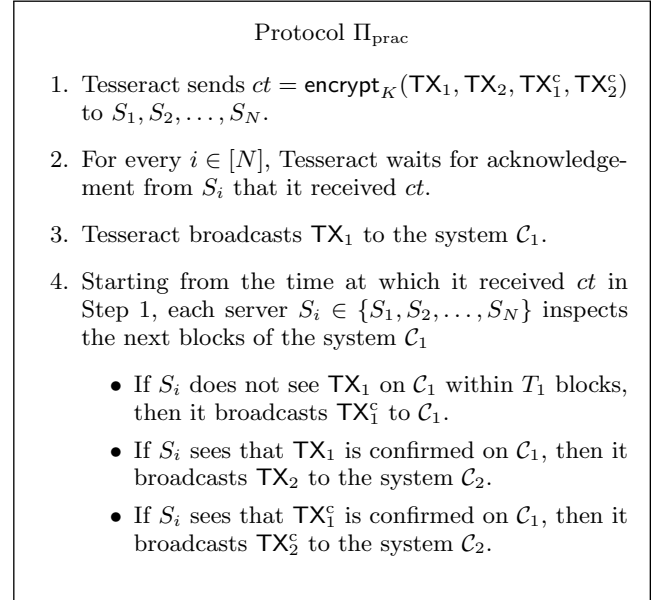 Protocol Π_prac
1. Tesseract sends ct = encrypt_K(TX_1, TX_2, TX_1^c, TX_2^c)
to S_1, S_2, . . . , S_N.
2. For every i ∈ [N], Tesseract waits for acknowledge-
ment from S_i that it received ct.
3. Tesseract broadcasts TX_1 to the system C_1.
4. Starting from the time at which it received ct in
Step 1, each server S_i ∈ {S_1, S_2, . . . , S_N} inspects
the next blocks of the system C_1
• If S_i does not see TX_1 on C_1 within T_1 blocks,
then it broadcasts TX_1^c to C_1.
• If S_i sees that TX_1 is confirmed on C_1, then it
broadcasts TX_2 to the system C_2.
• If S_i sees that TX_1^c is confirmed on C_1, then it
broadcasts TX_2^c to the system C_2.